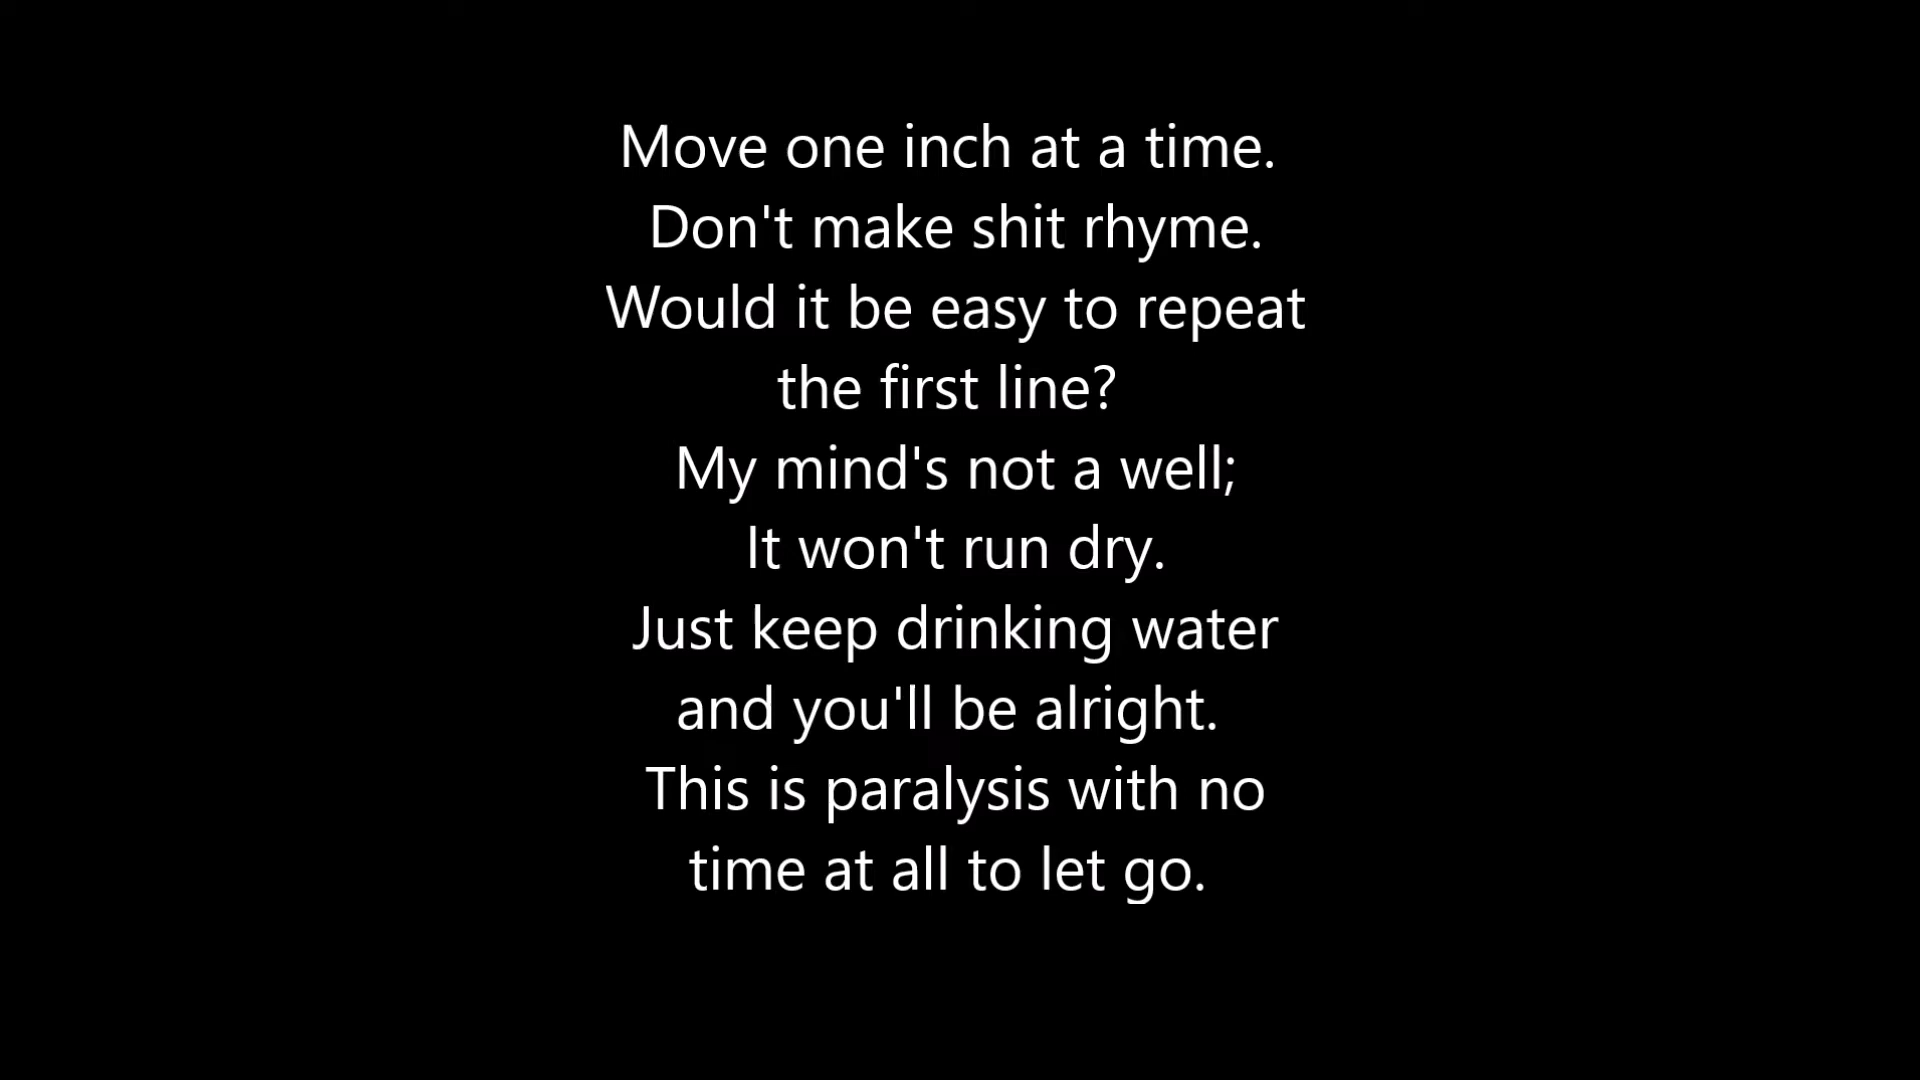 Move one inch at a time.
Don't make shit rhyme.
Would it be easy to repeat
the first line?
My mind's not a well;
It won't run dry.
Just keep drinking water
and you'll be alright.
This is paralysis with no
time at all to let go.